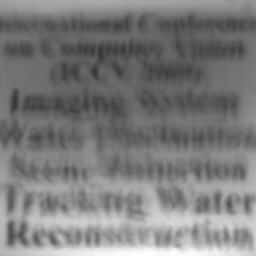 International Conference
on Computer Vision
(ICCV 2009)
Imaging System
Water
Scene
Tracking Water
Reconstruction